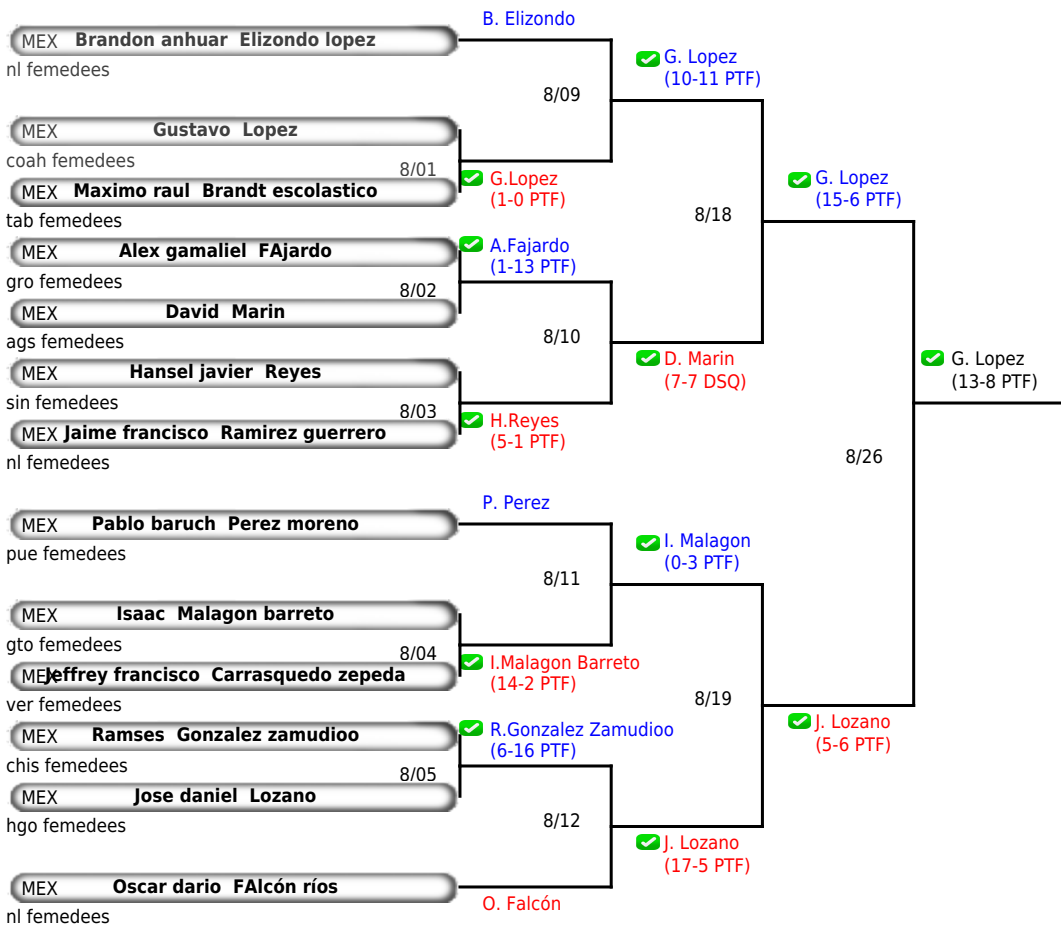 B. Elizondo
MEX Brandon anhuar Elizondo lopez
nl femedees
8/09
G. Lopez
(10-11 PTF)
MEX Gustavo Lopez
coah femedees
8/01
G.Lopez
(1-0 PTF)
MEX Maximo raul Brandt escolastico
tab femedees
G. Lopez
(15-6 PTF)
8/18
MEX Alex gamaliel FAjardo
gro femedees
A.Fajardo
(1-13 PTF)
8/02
MEX David Marin
ags femedees
8/10
D. Marin
(7-7 DSQ)
MEX Hansel javier Reyes
sin femedees
8/03
H.Reyes
(5-1 PTF)
MEX Jaime francisco Ramirez guerrero
nl femedees
G. Lopez
(13-8 PTF)
8/26
P. Perez
MEX Pablo baruch Perez moreno
pue femedees
I. Malagon
(0-3 PTF)
8/11
MEX Isaac Malagon barreto
gto femedees
8/04
I.Malagon Barreto
(14-2 PTF)
MEX Jeffrey francisco Carrasquedo zepeda
ver femedees
8/19
J. Lozano
(5-6 PTF)
MEX Ramses Gonzalez zamudioo
chis femedees
R.Gonzalez Zamudioo
(6-16 PTF)
8/05
MEX Jose daniel Lozano
hgo femedees
8/12
J. Lozano
(17-5 PTF)
MEX Oscar dario FAlcón ríos
nl femedees
O. Falcón